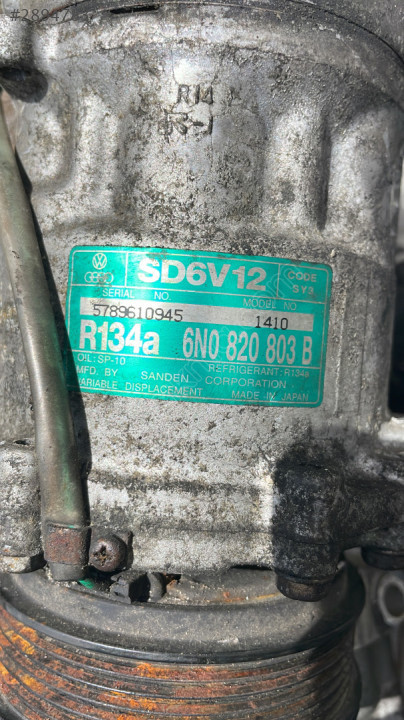 SD6V12
CODE
SY3
SERIAL NO.
MODEL NO
5789610945
1410
R134a
6N0 820 803 B
OIL:SP-10
REFRIGERANT:R134a
MFD. BY SANDEN CORPORATION
VARIABLE DISPLACEMENT MADE IN JAPAN